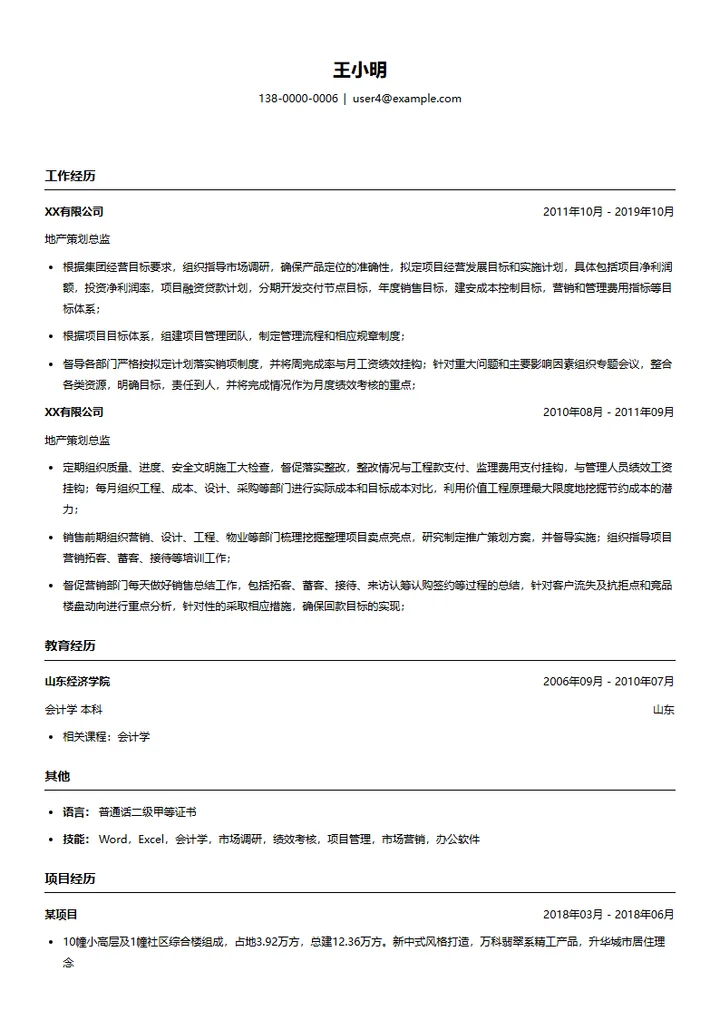 王小明
138-0000-0006 | user4@example.com
工作经历
XX有限公司 2011年10月 - 2019年10月
地产策划总监
• 根据集团经营目标要求，组织指导市场调研，确保产品定位的准确性，拟定项目经营发展目标和实施计划，具体包括项目净利润
额，投资净利润率，项目融资贷款计划，分期开发交付节点目标，年度销售目标，建安成本控制目标，营销和管理费用指标等目
标体系；
• 根据项目目标体系，组建项目管理团队，制定管理流程和相应规章制度；
• 督导各部门严格按拟定计划落实销项制度，并将周完成率与月工资绩效挂钩；针对重大问题和主要影响因素组织专题会议，整合
各类资源，明确目标，责任到人，并将完成情况作为月度绩效考核的重点；
XX有限公司 2010年08月 - 2011年09月
地产策划总监
• 定期组织质量、进度、安全文明施工大检查，督促落实整改，整改情况与工程款支付、监理费用支付挂钩，与管理人员绩效工资
挂钩；每月组织工程、成本、设计、采购等部门进行实际成本和目标成本对比，利用价值工程原理最大限度地挖掘节约成本的潜
力；
• 销售前期组织营销、设计、工程、物业等部门梳理挖掘整理项目卖点亮点，研究制定推广策划方案，并督导实施；组织指导项目
营销拓客、蓄客、接待等培训工作；
• 督促营销部门每天做好销售总结工作，包括拓客、蓄客、接待、来访认筹认购签约等过程的总结，针对客户流失及抗拒点和竞品
楼盘动向进行重点分析，针对性的采取相应措施，确保回款目标的实现；
教育经历
山东经济学院 2006年09月 - 2010年07月
会计学 本科 山东
• 相关课程：会计学
其他
• 语言： 普通话二级甲等证书
• 技能： Word，Excel，会计学，市场调研，绩效考核，项目管理，市场营销，办公软件
项目经历
某项目 2018年03月 - 2018年06月
• 10幢小高层及1幢社区综合楼组成，占地3.92万方，总建12.36万方。新中式风格打造，万科翡翠系精工产品，升华城市居住理
念